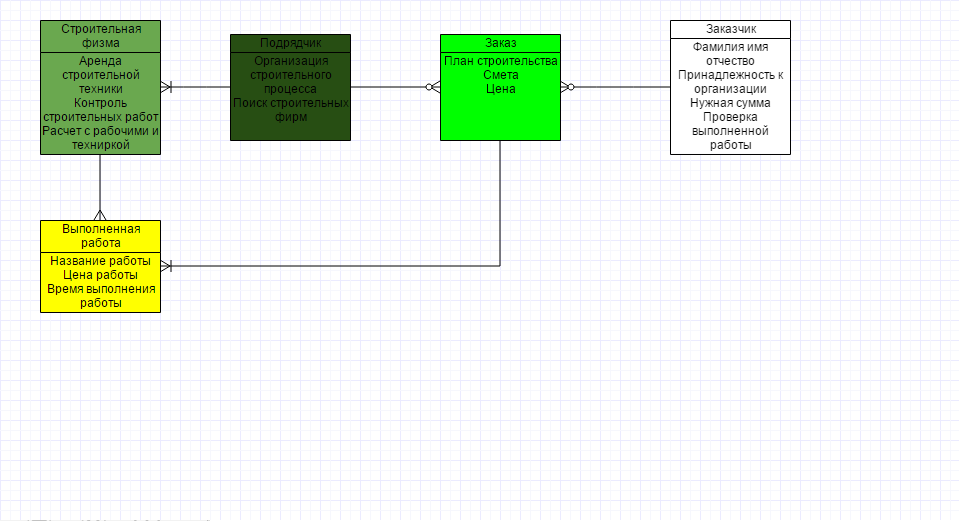 Строительная
физма
Аренда
строительной
техники
Контроль
строительных работ
Расчет с рабочими и
техниркой
Подрядчик
Организация
строительного
процесса
Поиск строительных
фирм
Заказ
План строительства
Смета
Цена
Заказчик
Фамилия имя
отчество
Принадлежность к
организации
Нужная сумма
Проверка
выполненной
работы
Выполненная
работа
Название работы
Цена работы
Время выполнения
работы